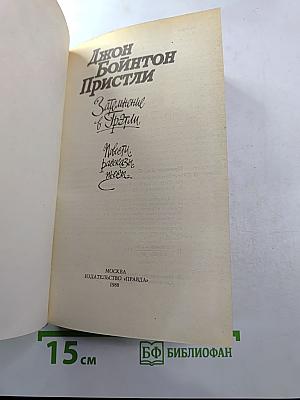 Джон
Бойнтон
Пристли
Затемнение
в Грэтли
Повести,
рассказы,
пьесы
МОСКВА
ИЗДАТЕЛЬСТВО «ПРАВДА»
1988
15 см
БФ БИБЛИОФАН